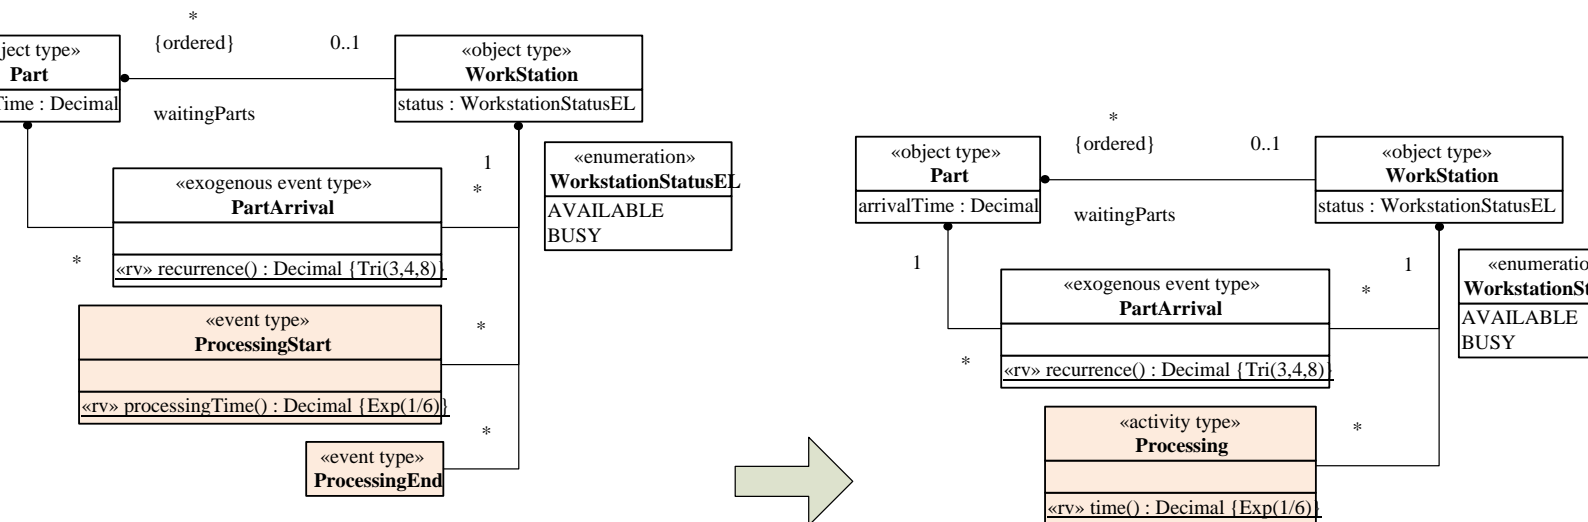 *
{ordered}
0..1
ject type»
Part
Time : Decimal
«object type»
WorkStation
status : WorkstationStatusEL
waitingParts
1
*
«exogenous event type»
PartArrival
«rv» recurrence() : Decimal {Tri(3,4,8)}
*
«enumeration»
WorkstationStatusEL
AVAILABLE
BUSY
«event type»
ProcessingStart
«rv» processingTime() : Decimal {Exp(1/6)}
*
*
«event type»
ProcessingEnd
*
{ordered}
0..1
«object type»
Part
arrivalTime : Decimal
«object type»
WorkStation
status : WorkstationStatusEL
waitingParts
1
1
*
«exogenous event type»
PartArrival
«rv» recurrence() : Decimal {Tri(3,4,8)}
*
«enumeratio
WorkstationSt
AVAILABLE
BUSY
«activity type»
Processing
«rv» time() : Decimal {Exp(1/6)}
*